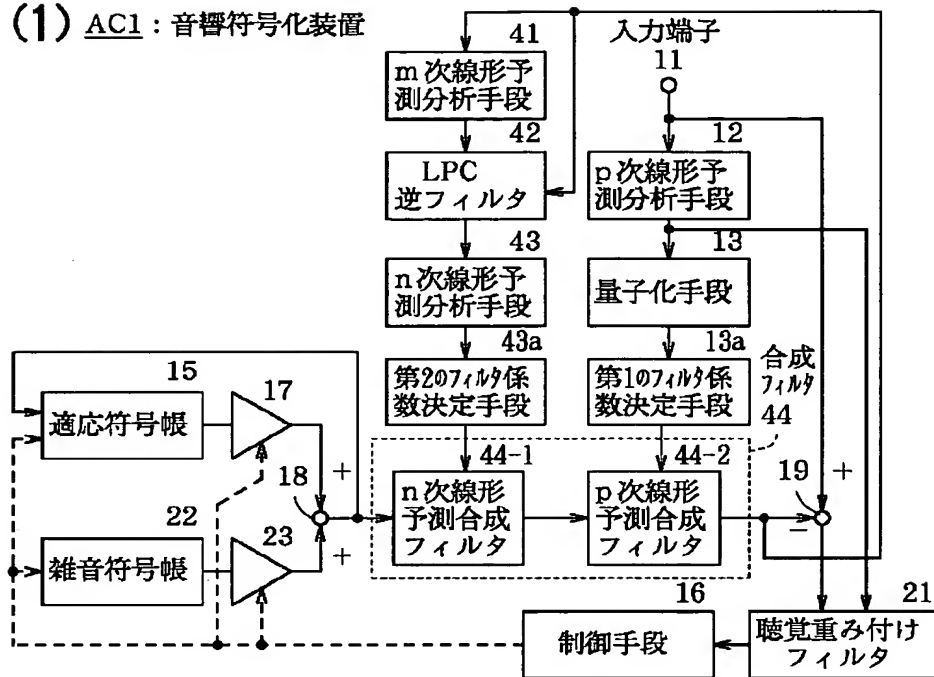 (1) AC1：音響符号化装置
41
m次線形予
測分析手段
入力端子
11
42
LPC
逆フィルタ
12
p次線形予
測分析手段
43
n次線形予
測分析手段
13
量子化手段
43a
第2のフィルタ係
数決定手段
13a
第1のフィルタ係
数決定手段
合成
フィルタ
44
15
適応符号帳
17
18
+
+
22
雑音符号帳
23
44-1
n次線形
予測合成
フィルタ
44-2
p次線形
予測合成
フィルタ
19
+
−
16
制御手段
21
聴覚重み付け
フィルタ